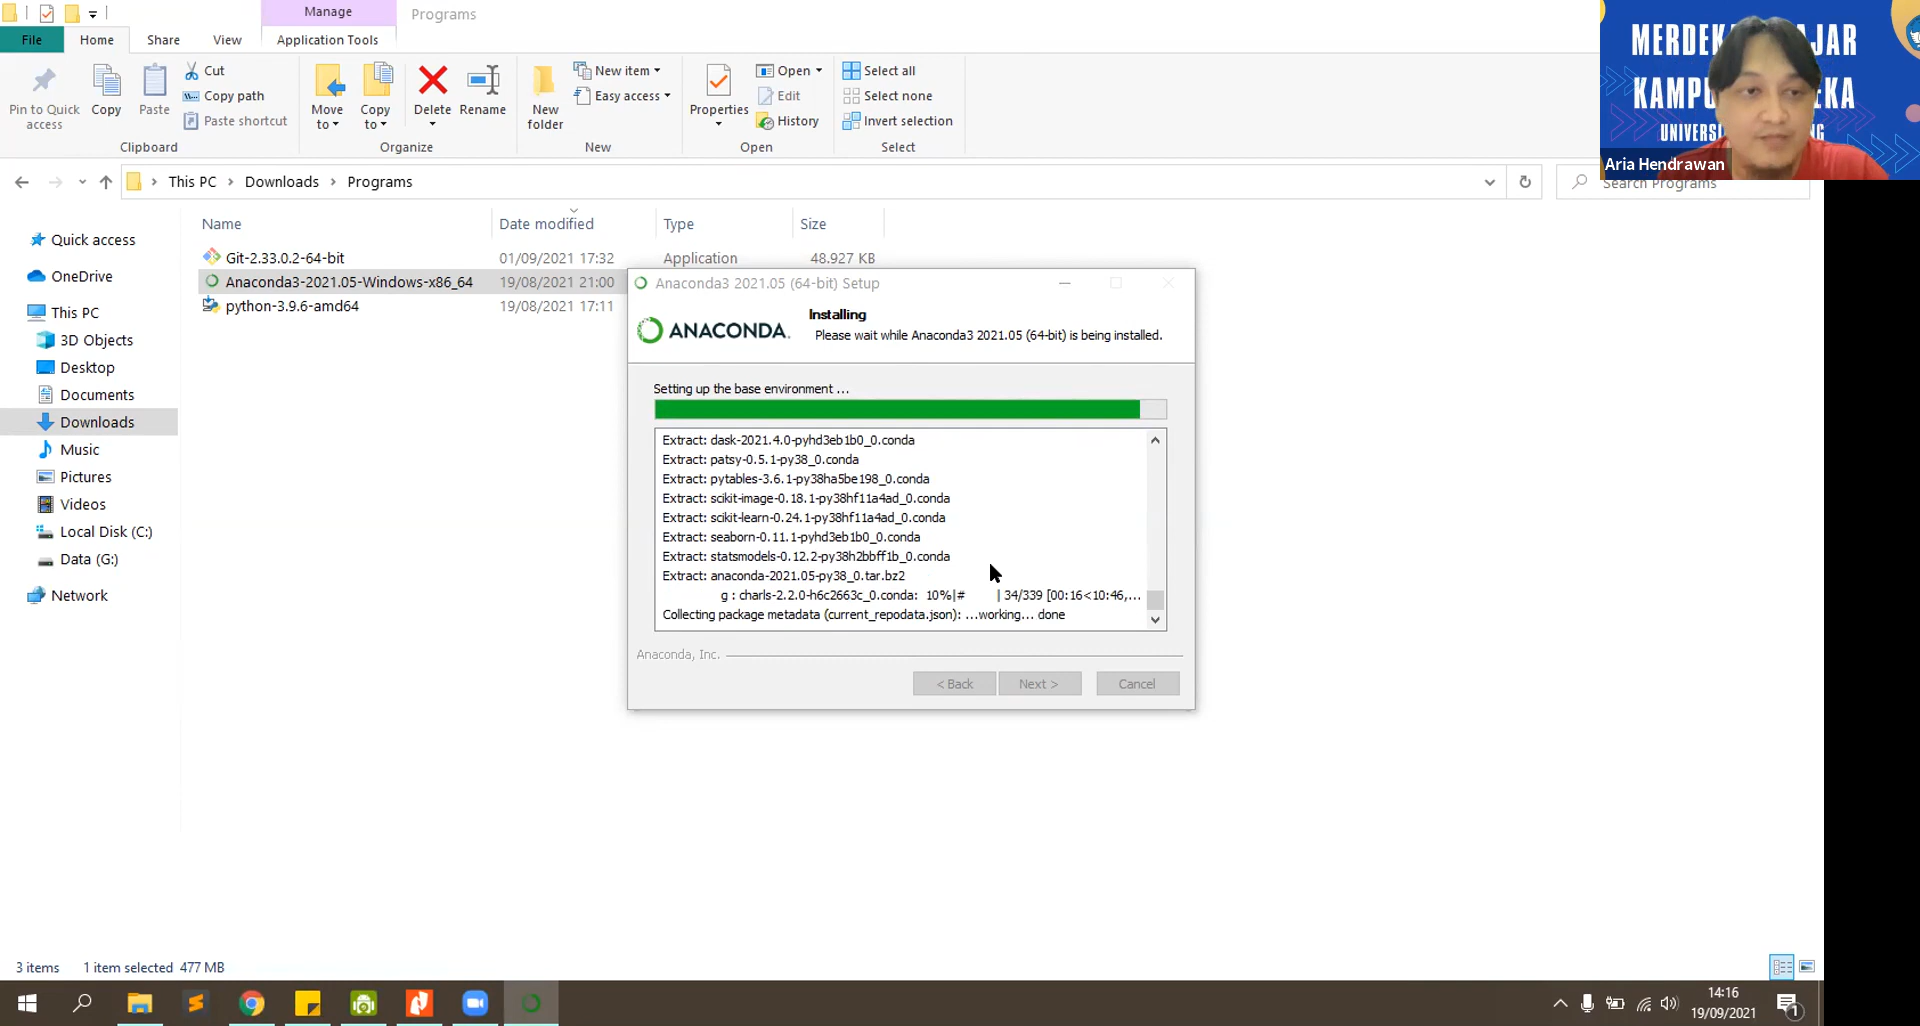 Manage
Programs
File
Home
Share
View
Application Tools
Pin to Quick access
Copy
Paste
Cut
Copy path
Paste shortcut
Clipboard
Move to
Copy to
Delete
Rename
Organize
New folder
New item
Easy access
New
Properties
Open
Edit
History
Open
Select all
Select none
Invert selection
Select
This PC > Downloads > Programs
Search Programs
MERDEKA
KAMPU
EKA
UNIVERSI
Aria Hendrawan
Name
Date modified
Type
Size
Git-2.33.0.2-64-bit 01/09/2021 17:32 Application 48.927 KB
Anaconda3-2021.05-Windows-x86_64 19/08/2021 21:00
python-3.9.6-amd64 19/08/2021 17:11
Quick access
OneDrive
This PC
3D Objects
Desktop
Documents
Downloads
Music
Pictures
Videos
Local Disk (C:)
Data (G:)
Network
Anaconda3 2021.05 (64-bit) Setup
ANACONDA.
Installing
Please wait while Anaconda3 2021.05 (64-bit) is being installed.
Setting up the base environment ...
Extract: dask-2021.4.0-pyhd3eb1b0_0.conda
Extract: patsy-0.5.1-py38_0.conda
Extract: pytables-3.6.1-py38ha5be198_0.conda
Extract: scikit-image-0.18.1-py38hf11a4ad_0.conda
Extract: scikit-learn-0.24.1-py38hf11a4ad_0.conda
Extract: seaborn-0.11.1-pyhd3eb1b0_0.conda
Extract: statsmodels-0.12.2-py38h2bbff1b_0.conda
Extract: anaconda-2021.05-py38_0.tar.bz2
g : charls-2.2.0-h6c2663c_0.conda: 10%|# | 34/339 [00:16<10:46,...
Collecting package metadata (current_repodata.json): ...working... done
Anaconda, Inc.
< Back
Next >
Cancel
3 items 1 item selected 477 MB
14:16
19/09/2021
1